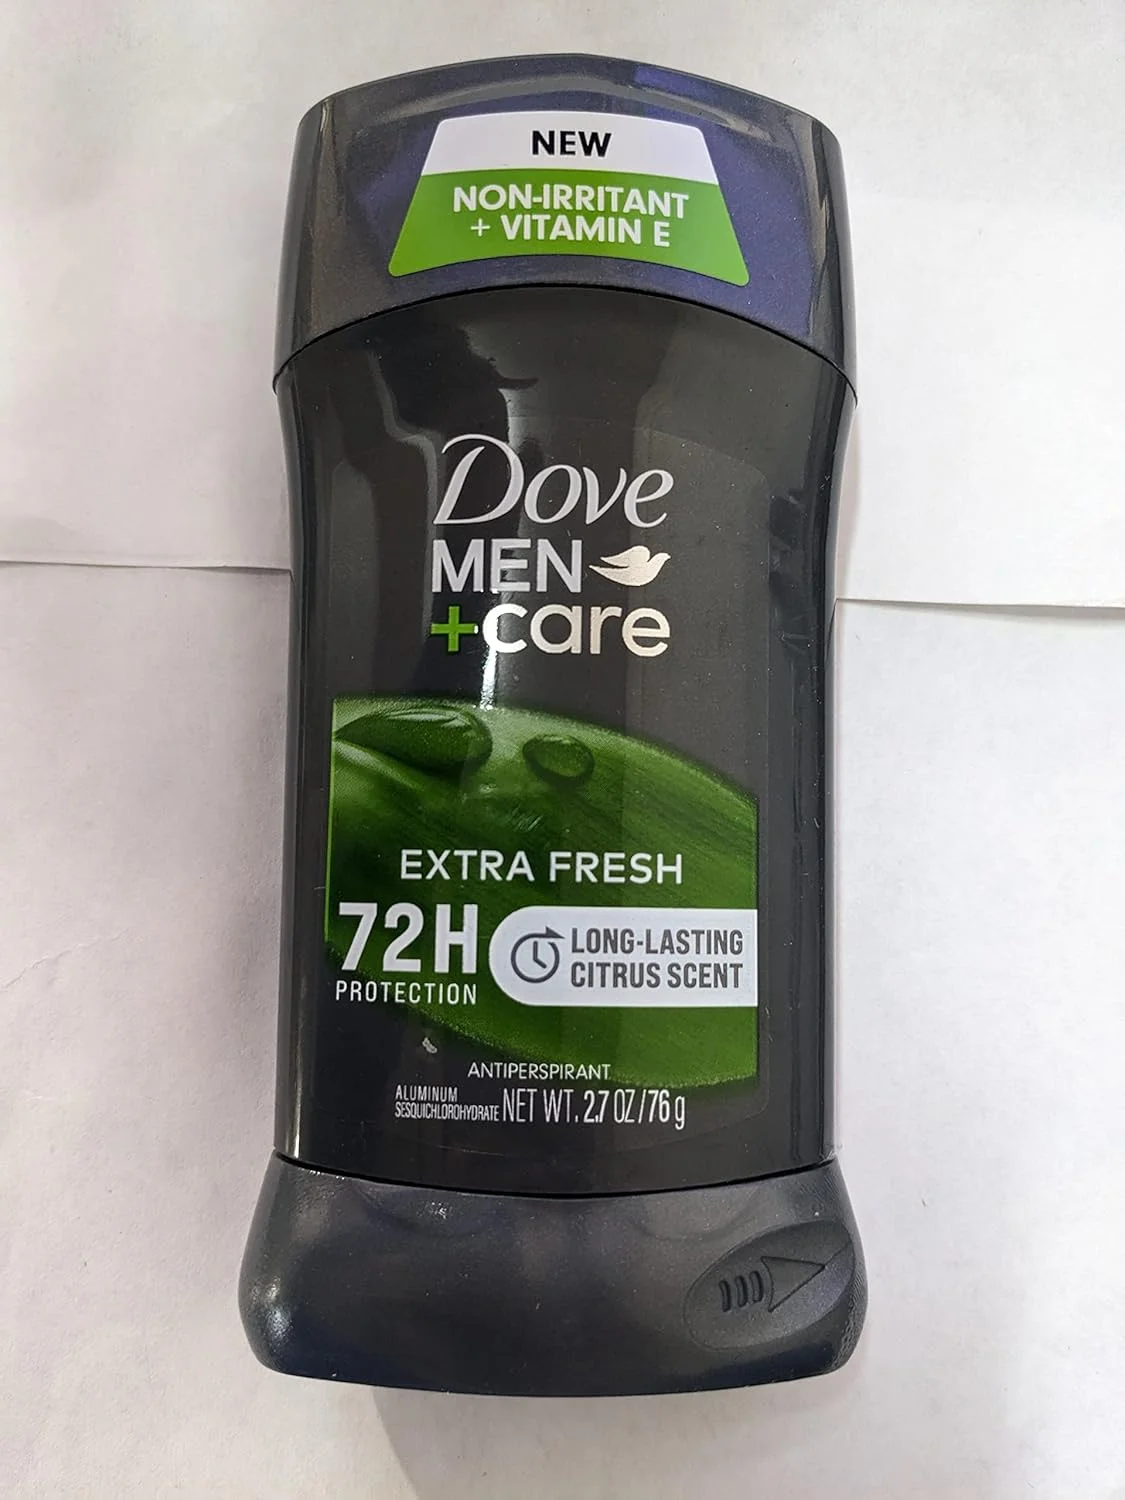 NEW
NON-IRRITANT
+ VITAMIN E
Dove
MEN
+care
EXTRA FRESH
72H
PROTECTION
LONG-LASTING
CITRUS SCENT
ANTIPERSPIRANT
ALUMINUM
SESQUICHLOROHYDRATE NET WT. 2.7 OZ/76 g